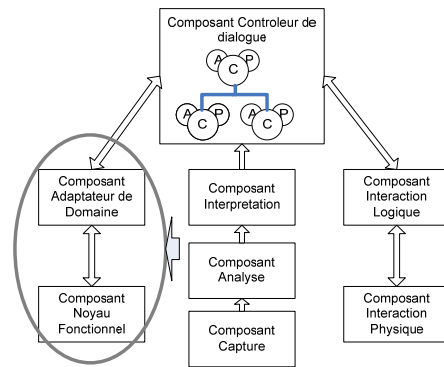 Composant Controleur de
dialogue
A P
C
A P A P
C C
Composant
Adaptateur de
Domaine
Composant
Interpretation
Composant
Interaction
Logique
Composant
Analyse
Composant
Noyau
Fonctionnel
Composant
Capture
Composant
Interaction
Physique